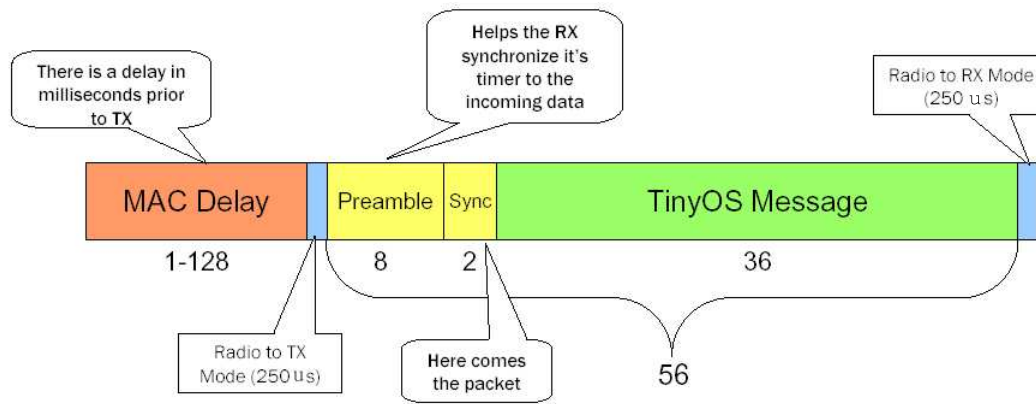 There is a delay in
milliseconds prior
to TX
Helps the RX
synchronize it's
timer to the
incoming data
Radio to RX Mode
(250 us)
MAC Delay
Preamble
Sync
TinyOS Message
1-128
8
2
36
Radio to TX
Mode (250 us)
Here comes
the packet
56